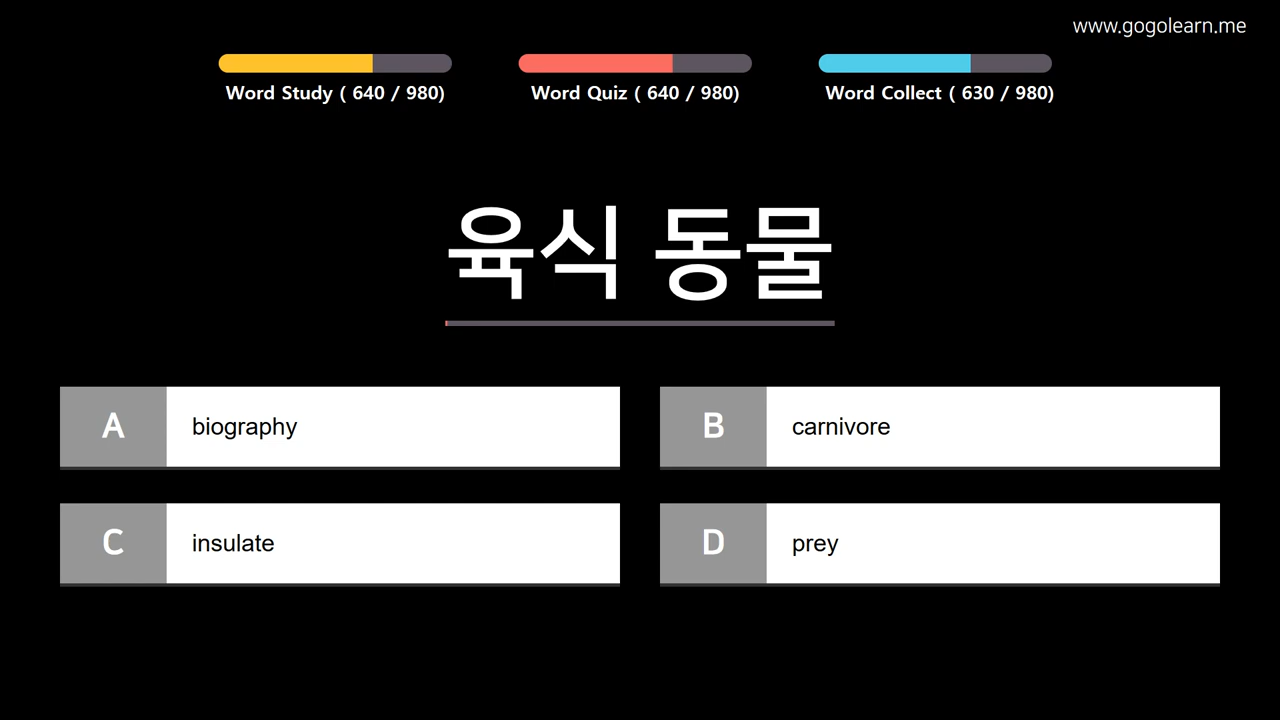 www.gogolearn.me
Word Study ( 640 / 980)
Word Quiz ( 640 / 980)
Word Collect ( 630 / 980)
육식 동물
A biography
B carnivore
C insulate
D prey